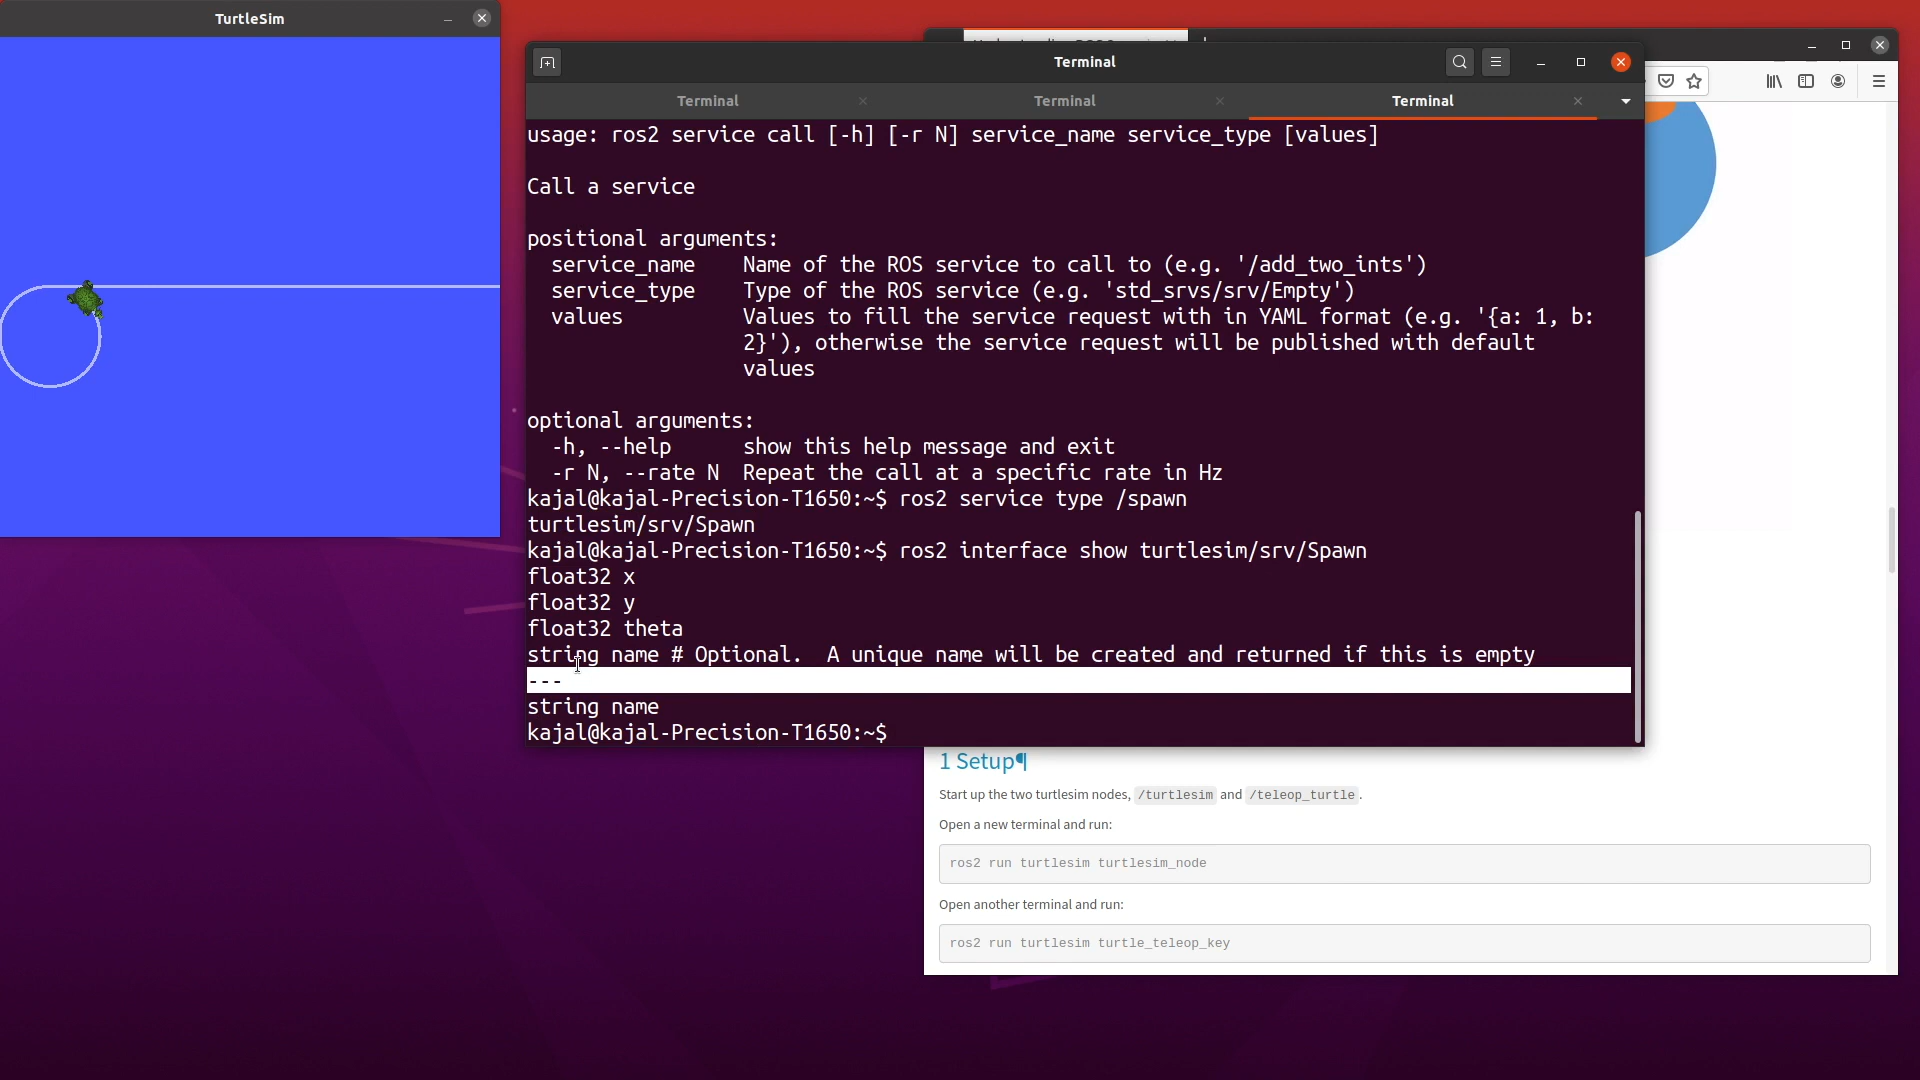 TurtleSim
Terminal
Terminal
Terminal
Terminal
usage: ros2 service call [-h] [-r N] service_name service_type [values]
Call a service
positional arguments:
service_name    Name of the ROS service to call to (e.g. '/add_two_ints')
service_type    Type of the ROS service (e.g. 'std_srvs/srv/Empty')
values          Values to fill the service request with in YAML format (e.g. '{a: 1, b:
2}'), otherwise the service request will be published with default
values
optional arguments:
-h, --help      show this help message and exit
-r N, --rate N  Repeat the call at a specific rate in Hz
kajal@kajal-Precision-T1650:~$ ros2 service type /spawn
turtlesim/srv/Spawn
kajal@kajal-Precision-T1650:~$ ros2 interface show turtlesim/srv/Spawn
float32 x
float32 y
float32 theta
string name # Optional.  A unique name will be created and returned if this is empty
---
string name
kajal@kajal-Precision-T1650:~$
1 Setup¶
Start up the two turtlesim nodes, /turtlesim and /teleop_turtle.
Open a new terminal and run:
ros2 run turtlesim turtlesim_node
Open another terminal and run:
ros2 run turtlesim turtle_teleop_key